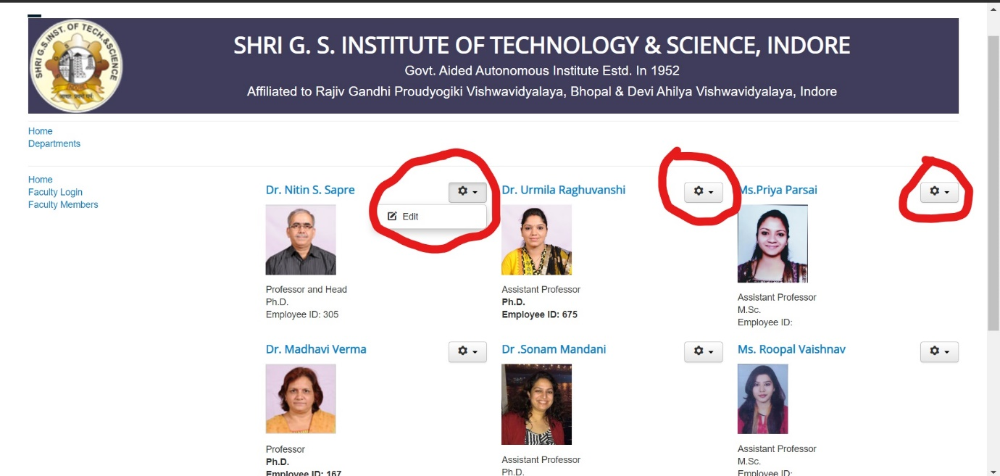 SHRI G.S.INST. OF TECH.&SCIENCE
SHRI G. S. INSTITUTE OF TECHNOLOGY & SCIENCE, INDORE
Govt. Aided Autonomous Institute Estd. In 1952
Affiliated to Rajiv Gandhi Proudyogiki Vishwavidyalaya, Bhopal & Devi Ahilya Vishwavidyalaya, Indore
Home
Departments
Home
Faculty Login
Faculty Members
Dr. Nitin S. Sapre
Edit
Professor and Head
Ph.D.
Employee ID: 305
Dr. Urmila Raghuvanshi
Assistant Professor
Ph.D.
Employee ID: 675
Ms.Priya Parsai
Assistant Professor
M.Sc.
Employee ID:
Dr. Madhavi Verma
Professor
Ph.D.
Employee ID: 167
Dr .Sonam Mandani
Assistant Professor
Ph.D.
Ms. Roopal Vaishnav
Assistant Professor
M.Sc.
Employee ID: